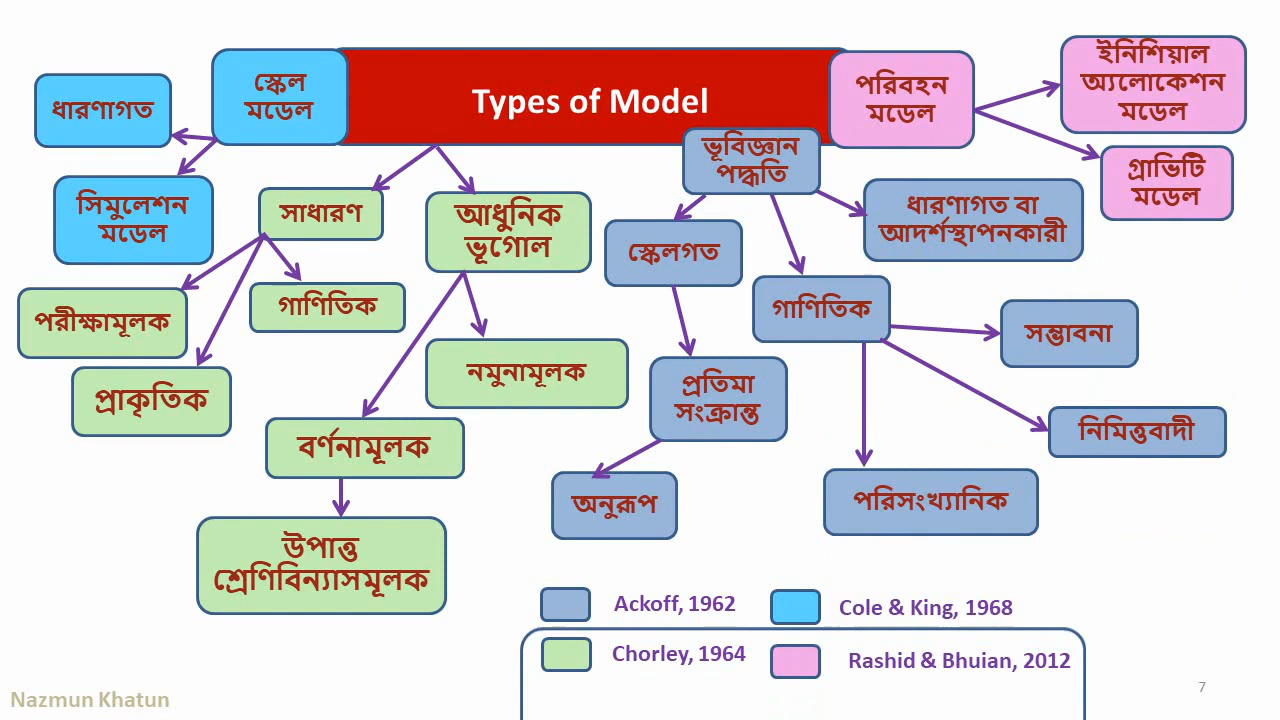 Types of Model
স্কেল
মডেল
ধারণাগত
সিমুলেশন
মডেল
পরিবহন
মডেল
ইনিশিয়াল
অ্যলোকেশন
মডেল
গ্রাভিটি
মডেল
সাধারণ
পরীক্ষামূলক
গাণিতিক
প্রাকৃতিক
আধুনিক
ভূগোল
নমুনামূলক
বর্ণনামূলক
উপাত্ত
শ্রেণিবিন্যাসমূলক
ভূবিজ্ঞান
পদ্ধতি
স্কেলগত
প্রতিমা
সংক্রান্ত
অনুরূপ
ধারণাগত বা
আদর্শস্থাপনকারী
গাণিতিক
সম্ভাবনা
নিমিত্তবাদী
পরিসংখ্যানিক
Ackoff, 1962
Cole & King, 1968
Chorley, 1964
Rashid & Bhuian, 2012
Nazmun Khatun
7